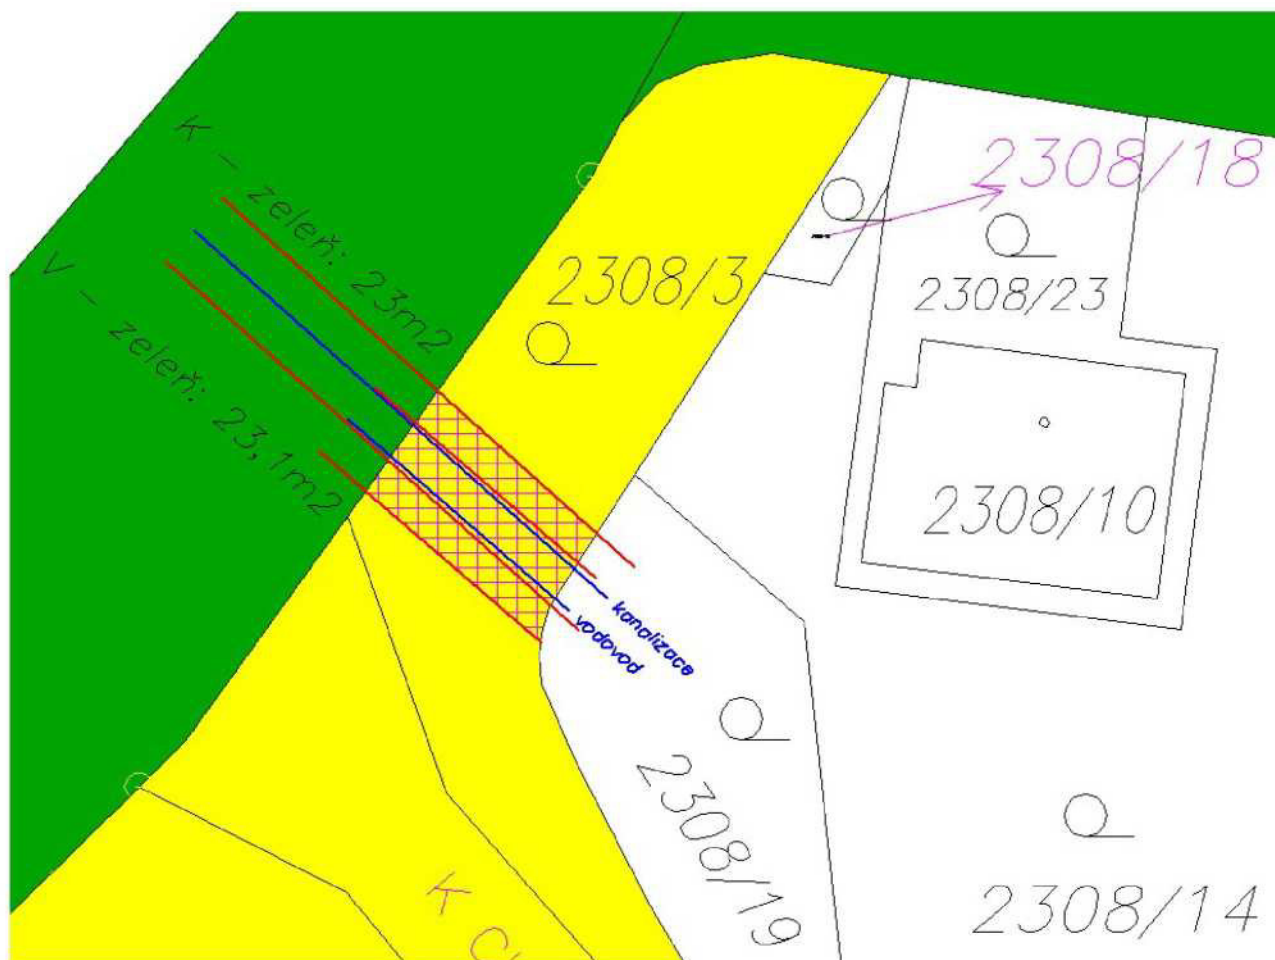 K - zeleň: 23m2
V - zeleň: 23,1m2
2308/3
2308/18
2308/23
2308/10
kanalizace
vodovod
2308/19
2308/14
K